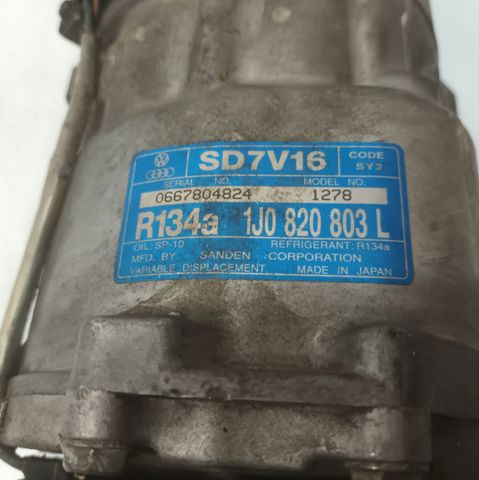 SD7V16
CODE
SY3
SERIAL NO. MODEL NO.
0667804824 1278
R134a 1J0 820 803 L
OIL: SP-10 REFRIGERANT: R134a
MFD. BY SANDEN CORPORATION
VARIABLE DISPLACEMENT MADE IN JAPAN